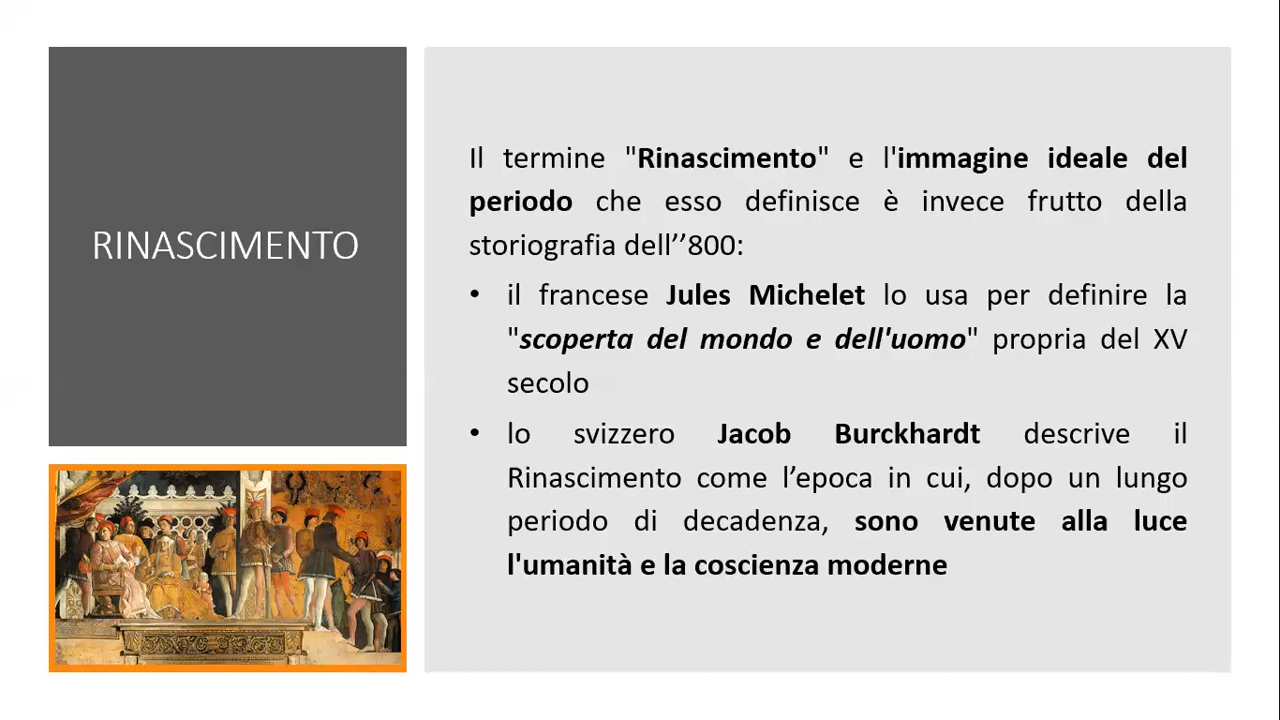 RINASCIMENTO
Il termine "Rinascimento" e l'immagine ideale del
periodo che esso definisce è invece frutto della
storiografia dell’’800:
• il francese Jules Michelet lo usa per definire la
"scoperta del mondo e dell'uomo" propria del XV
secolo
• lo svizzero Jacob Burckhardt descrive il
Rinascimento come l’epoca in cui, dopo un lungo
periodo di decadenza, sono venute alla luce
l'umanità e la coscienza moderne